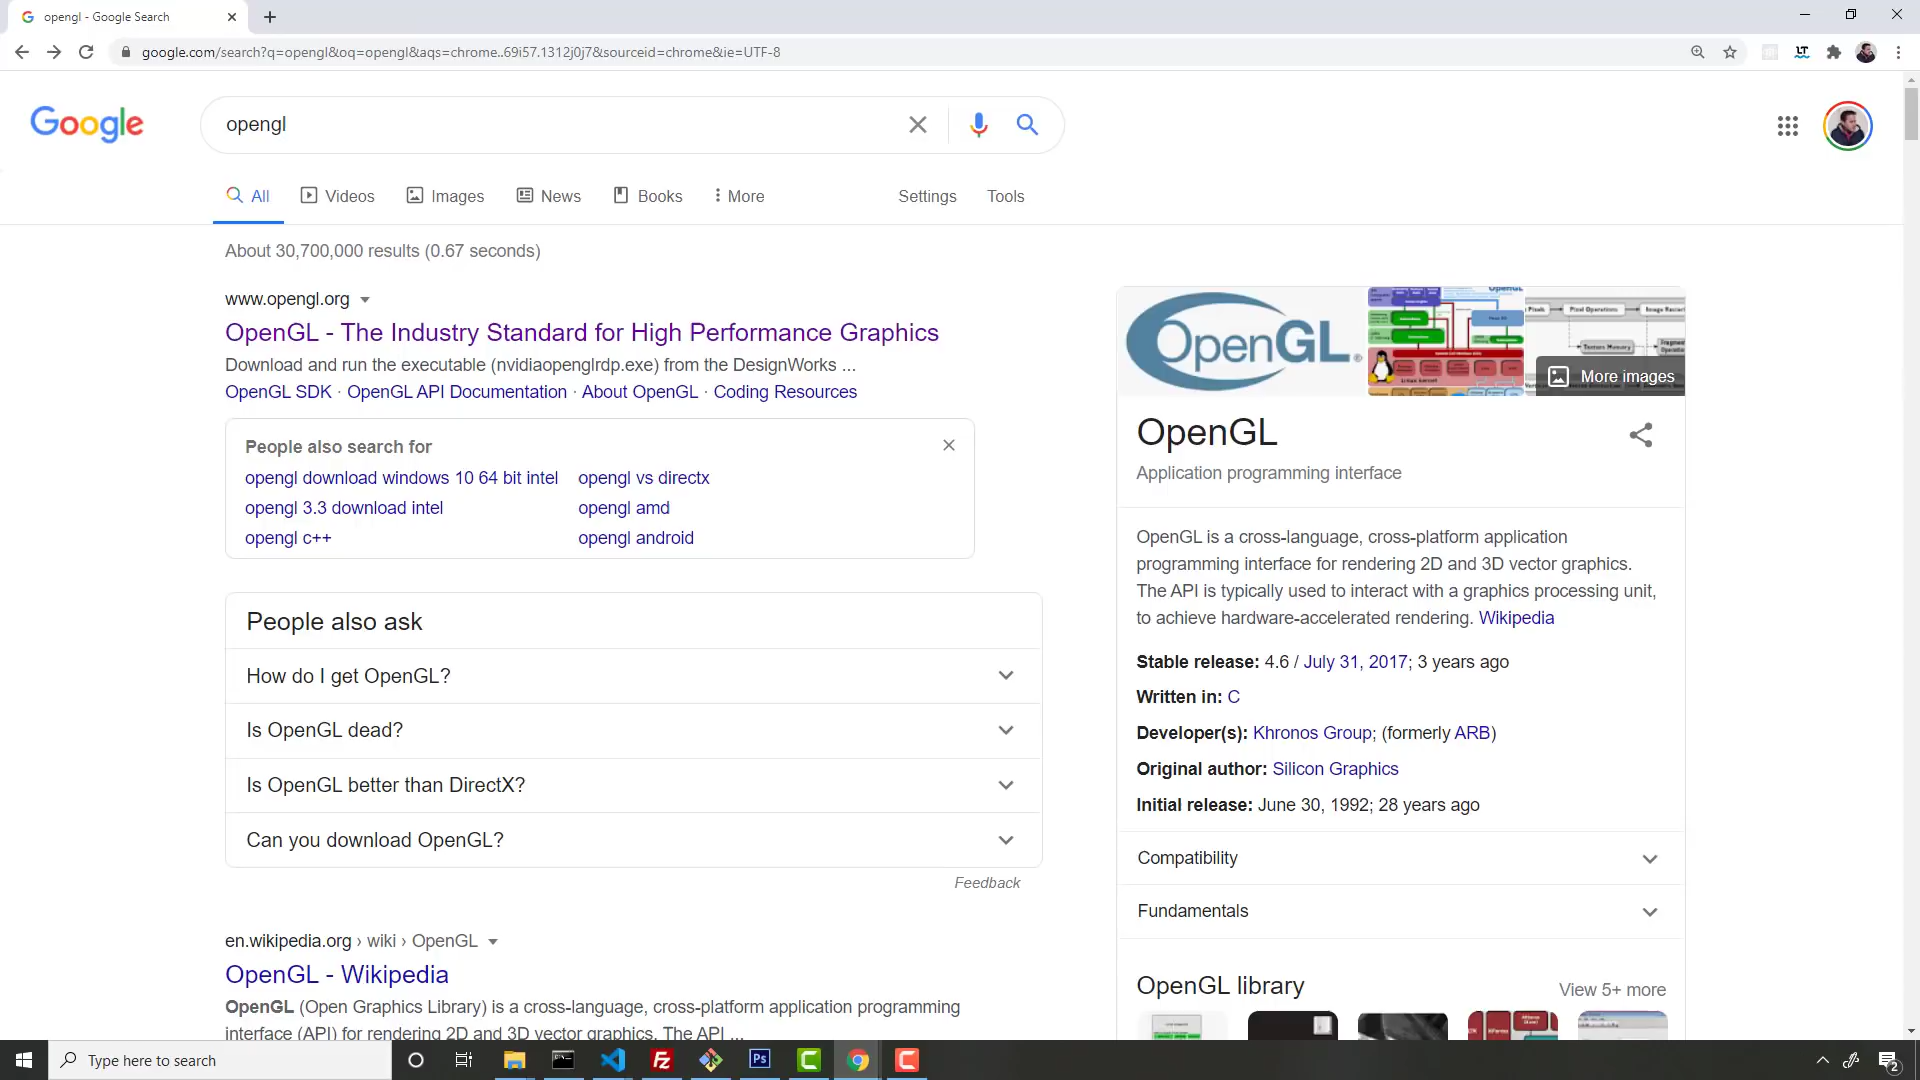 opengl - Google Search
google.com/search?q=opengl&oq=opengl&aqs=chrome..69i57.1312j0j7&sourceid=chrome&ie=UTF-8
Google
opengl
All
Videos
Images
News
Books
More
Settings
Tools
About 30,700,000 results (0.67 seconds)
www.opengl.org
OpenGL - The Industry Standard for High Performance Graphics
Download and run the executable (nvidiaopenglrdp.exe) from the DesignWorks ...
OpenGL SDK · OpenGL API Documentation · About OpenGL · Coding Resources
People also search for
opengl download windows 10 64 bit intel
opengl vs directx
opengl 3.3 download intel
opengl amd
opengl c++
opengl android
People also ask
How do I get OpenGL?
Is OpenGL dead?
Is OpenGL better than DirectX?
Can you download OpenGL?
Feedback
en.wikipedia.org › wiki › OpenGL
OpenGL - Wikipedia
OpenGL (Open Graphics Library) is a cross-language, cross-platform application programming
interface (API) for rendering 2D and 3D vector graphics. The API ...
OpenGL
Pixel Operations
Texture Memory
More images
OpenGL
Application programming interface
OpenGL is a cross-language, cross-platform application
programming interface for rendering 2D and 3D vector graphics.
The API is typically used to interact with a graphics processing unit,
to achieve hardware-accelerated rendering. Wikipedia
Stable release: 4.6 / July 31, 2017; 3 years ago
Written in: C
Developer(s): Khronos Group; (formerly ARB)
Original author: Silicon Graphics
Initial release: June 30, 1992; 28 years ago
Compatibility
Fundamentals
OpenGL library
View 5+ more
Type here to search
Ps
2